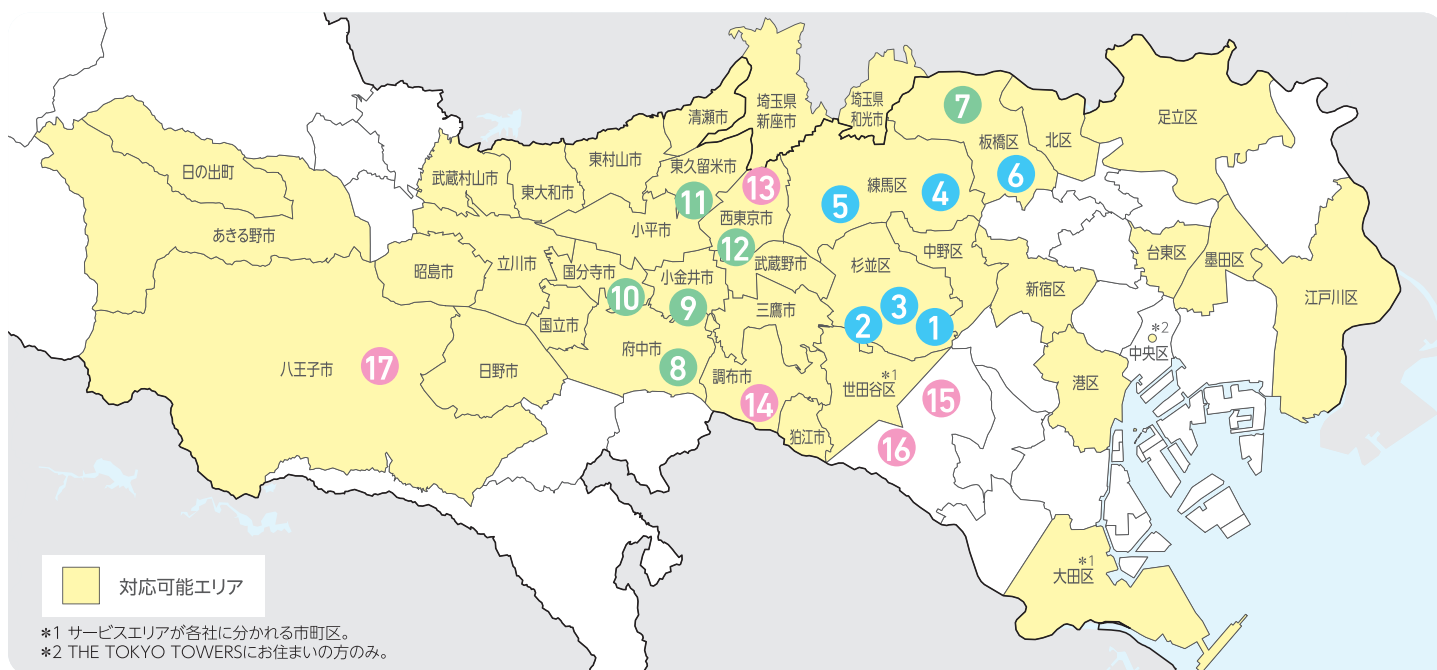 埼玉県
新座市
埼玉県
和光市
清瀬市
7
足立区
北区
板橋区
東村山市
東久留米市
日の出町
武蔵村山市
東大和市
13
練馬区
4
6
5
11
西東京市
小平市
あきる野市
12
武蔵野市
杉並区
中野区
台東区
墨田区
昭島市
立川市
国分寺市
小金井市
新宿区
江戸川区
10
9
三鷹市
3
2
1
国立市
府中市
*2
中央区
八王子市
17
日野市
8
調布市
14
*1
世田谷区
港区
15
狛江市
16
*1
大田区
対応可能エリア
*1 サービスエリアが各社に分かれる市町区。
*2 THE TOKYO TOWERSにお住まいの方のみ。